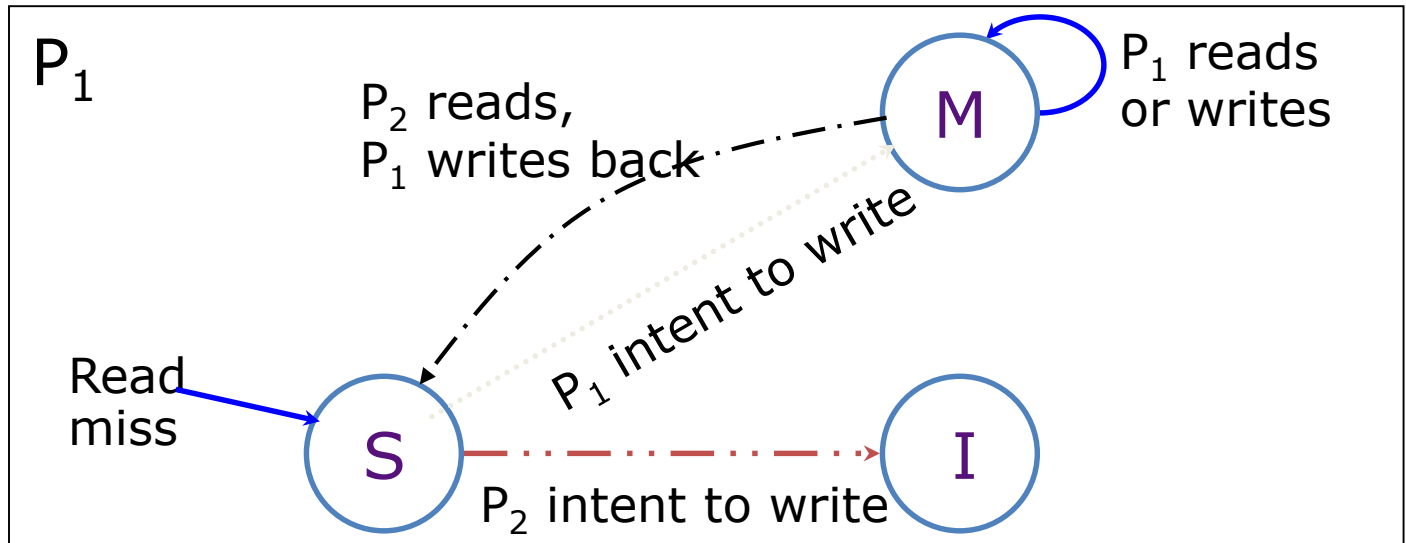 P₁
P₂ reads,
P₁ writes back
M
P₁ reads
or writes
P₁ intent to write
Read
miss
S
I
P₂ intent to write